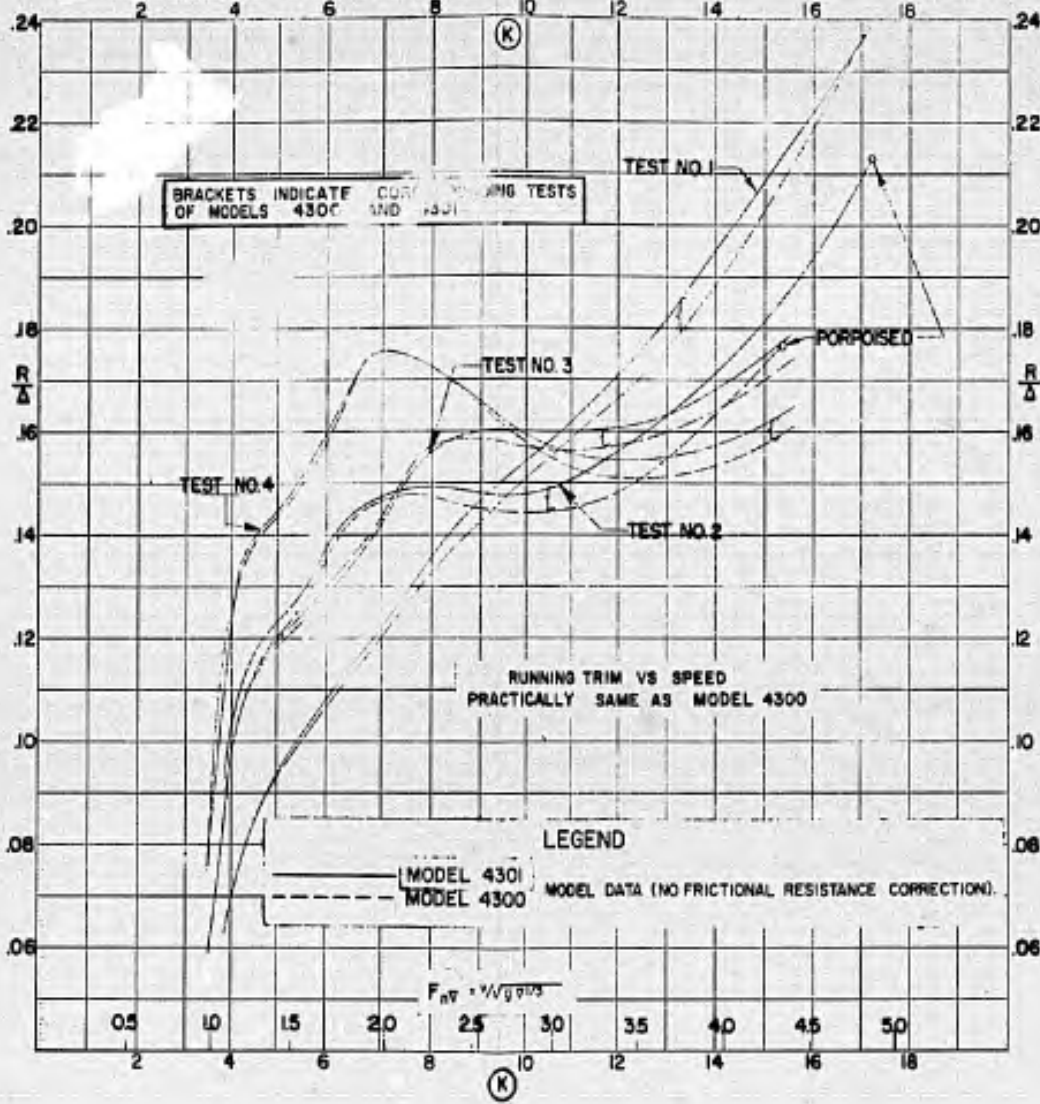 2 4 6 8 10 12 14 16 18
K
.24 .24
.22 .22
.20 .20
.18 .18
.16 .16
.14 .14
.12 .12
.10 .10
.08 .08
.06 .06
R/Δ R/Δ
BRACKETS INDICATE TESTS
OF MODELS AND
TEST NO. 1
PORPOISED
TEST NO. 3
TEST NO. 4
TEST NO. 2
RUNNING TRIM VS SPEED
PRACTICALLY SAME AS MODEL 4300
LEGEND
MODEL 4301
MODEL 4300
MODEL DATA (NO FRICTIONAL RESISTANCE CORRECTION).
0.5 1.0 1.5 2.0 2.5 3.0 3.5 4.0 4.5 5.0
2 4 6 8 10 12 14 16 18
K